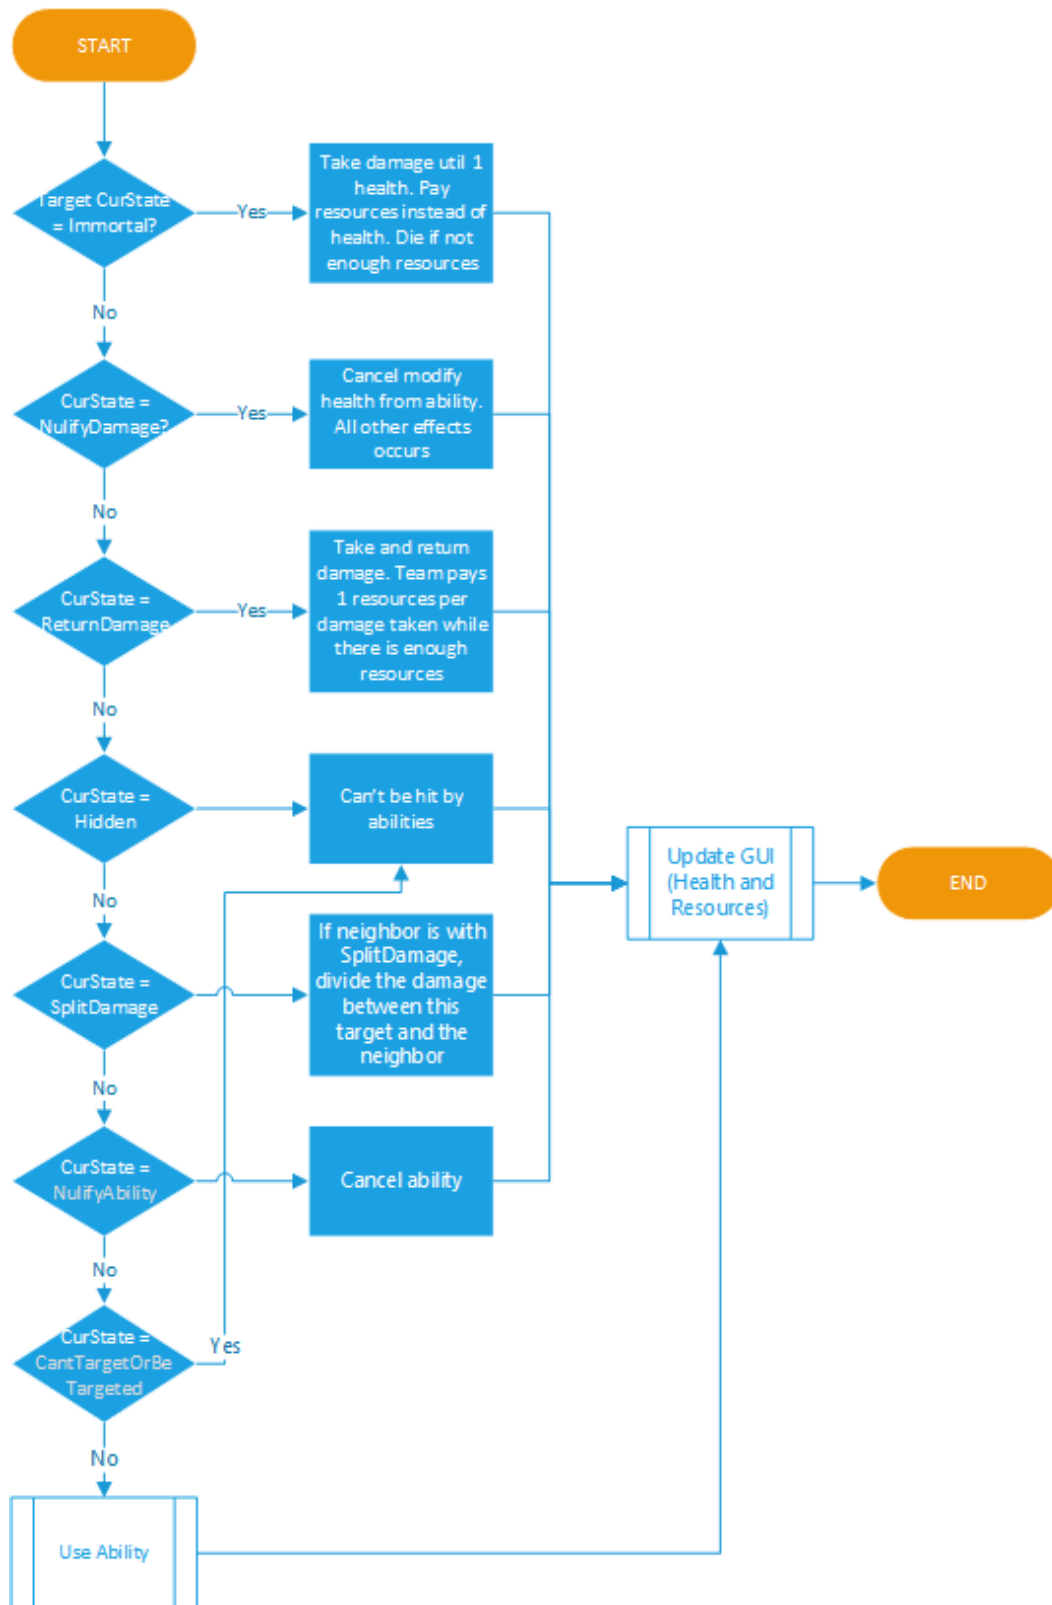 START
Target CurState
= Immortal?
Yes
Take damage util 1
health. Pay
resources instead of
health. Die if not
enough resources
No
CurState =
NulifyDamage?
Yes
Cancel modify
health from ability.
All other effects
occurs
No
CurState =
ReturnDamage
Yes
Take and return
damage. Team pays
1 resources per
damage taken while
there is enough
resources
No
CurState =
Hidden
Can't be hit by
abilities
Update GUI
(Health and
Resources)
END
No
CurState =
SplitDamage
If neighbor is with
SplitDamage,
divide the damage
between this
target and the
neighbor
No
CurState =
NulifyAbility
Cancel ability
No
CurState =
CantTargetOrBe
Targeted
Yes
No
Use Ability